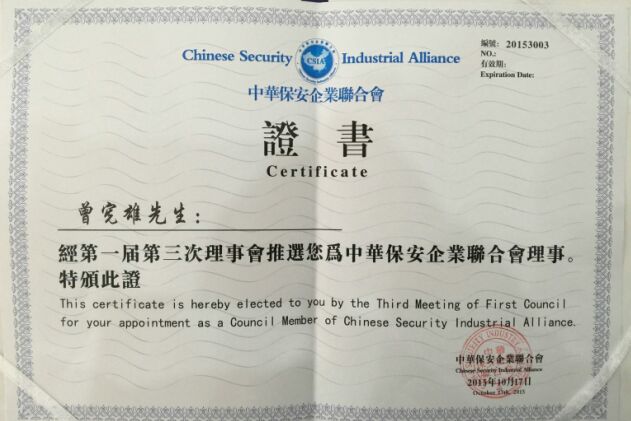 Chinese Security CSIA Industrial Alliance
編號: 20153003
NO.:
有效期:
Expiration Date:
中華保安企業聯合會
證書
Certificate
先生:
經第一届第三次理事會推選您爲中華保安企業聯合會理事。
特頒此證
This certificate is hereby elected to you by the Third Meeting of First Council
for your appointment as a Council Member of Chinese Security Industrial Alliance.
中華保安企業聯合會
Chinese Security Industrial Alliance
2015年10月17日